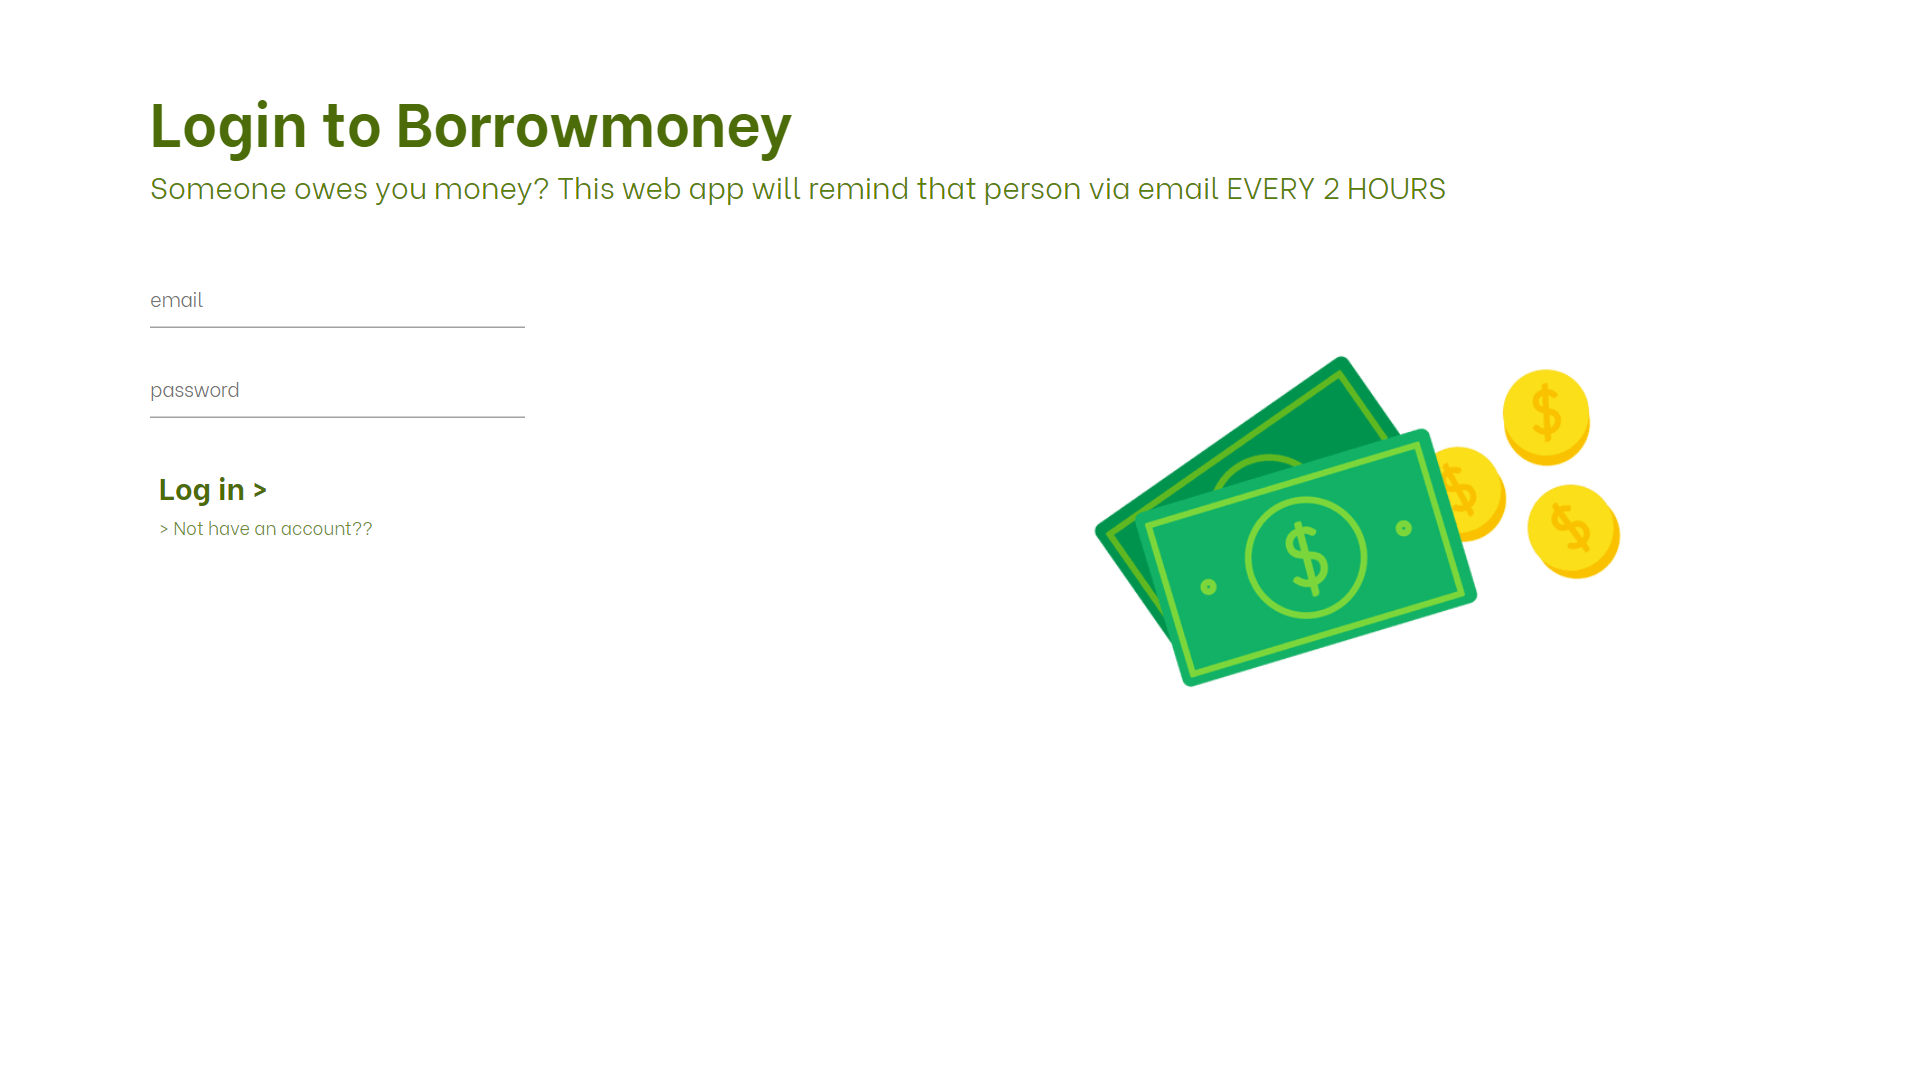 Login to Borrowmoney
Someone owes you money? This web app will remind that person via email EVERY 2 HOURS
email
password
Log in >
> Not have an account??
$
$
$
$